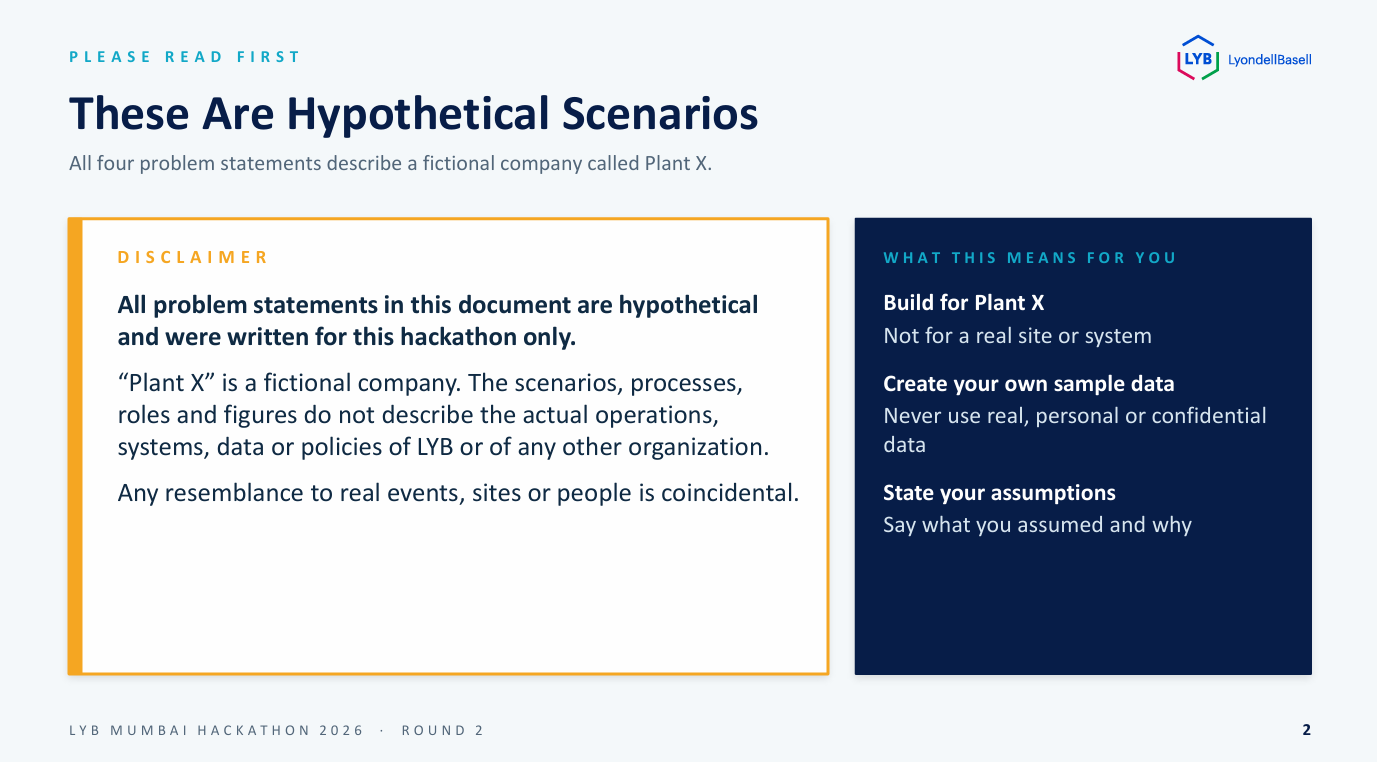 PLEASE READ FIRST
LYB LyondellBasell
These Are Hypothetical Scenarios
All four problem statements describe a fictional company called Plant X.
DISCLAIMER
All problem statements in this document are hypothetical
and were written for this hackathon only.
“Plant X” is a fictional company. The scenarios, processes,
roles and figures do not describe the actual operations,
systems, data or policies of LYB or of any other organization.
Any resemblance to real events, sites or people is coincidental.
WHAT THIS MEANS FOR YOU
Build for Plant X
Not for a real site or system
Create your own sample data
Never use real, personal or confidential
data
State your assumptions
Say what you assumed and why
LYB MUMBAI HACKATHON 2026 · ROUND 2
2